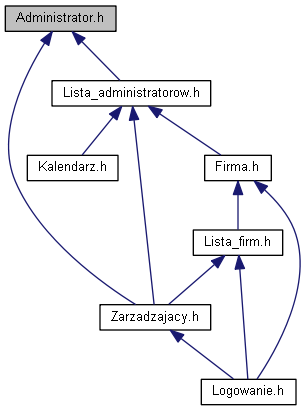 Administrator.h
Lista_administratorow.h
Kalendarz.h
Firma.h
Lista_firm.h
Zarzadzajacy.h
Logowanie.h